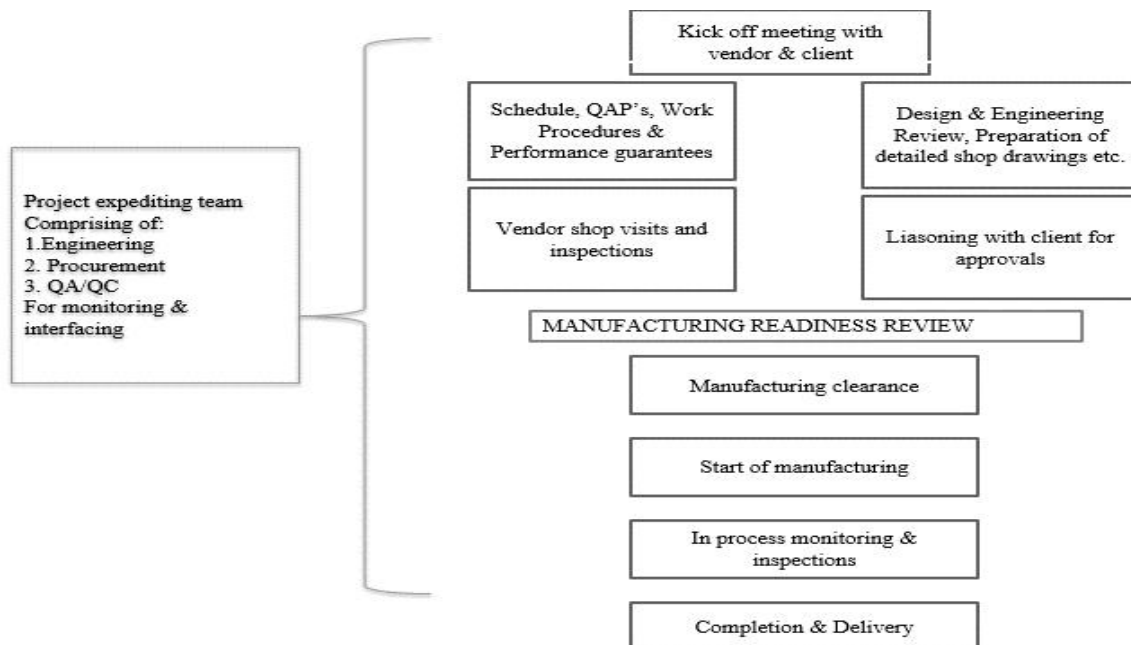 Kick off meeting with
vendor & client
Schedule, QAP's, Work
Procedures &
Performance guarantees
Design & Engineering
Review, Preparation of
detailed shop drawings etc.
Project expediting team
Comprising of:
1.Engineering
2. Procurement
3. QA/QC
For monitoring &
interfacing
Vendor shop visits and
inspections
Liasoning with client for
approvals
MANUFACTURING READINESS REVIEW
Manufacturing clearance
Start of manufacturing
In process monitoring &
inspections
Completion & Delivery